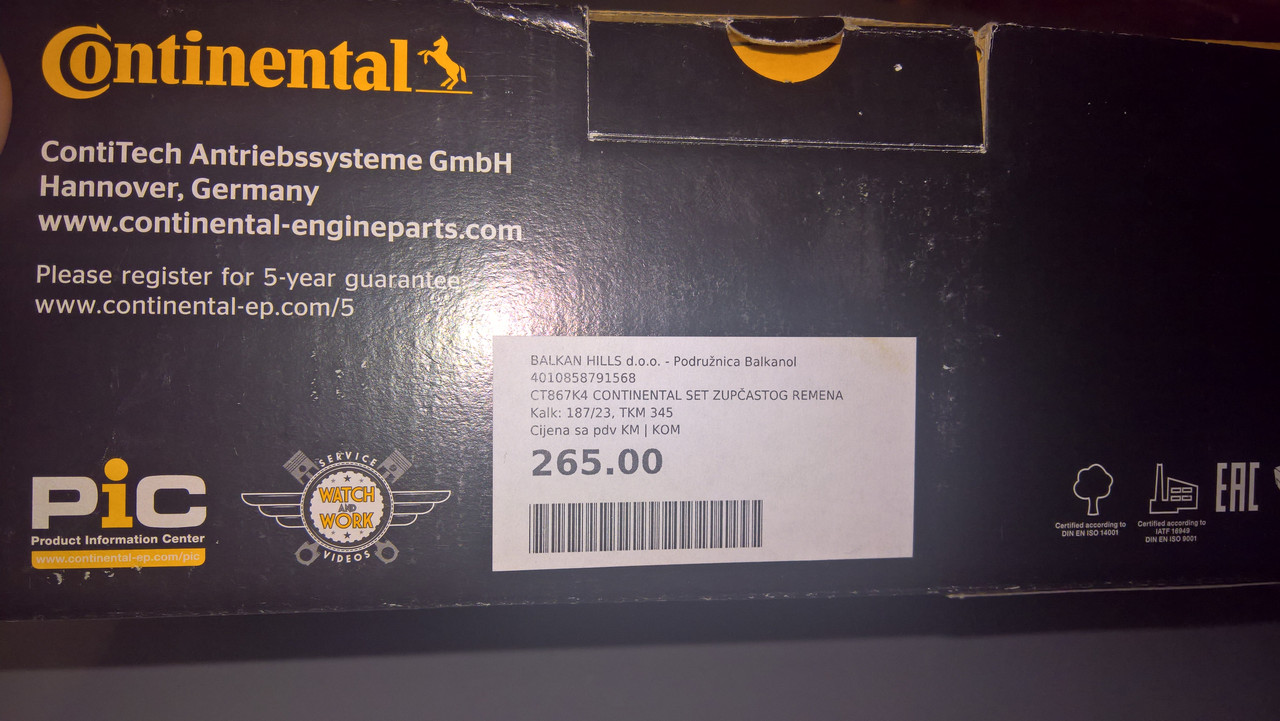 Continental
ContiTech Antriebssysteme GmbH
Hannover, Germany
www.continental-engineparts.com
Please register for 5-year guarantee
www.continental-ep.com/5
BALKAN HILLS d.o.o. - Podružnica Balkanol
4010858791568
CT867K4 CONTINENTAL SET ZUPČASTOG REMENA
Kalk: 187/23, TKM 345
Cijena sa pdv KM | KOM
265.00
PiC
Product Information Center
www.continental-ep.com/pic
SERVICE
WATCH
AND
WORK
VIDEOS
Certified according to
DIN EN ISO 14001
Certified according to
IATF 16949
DIN EN ISO 9001
EAC